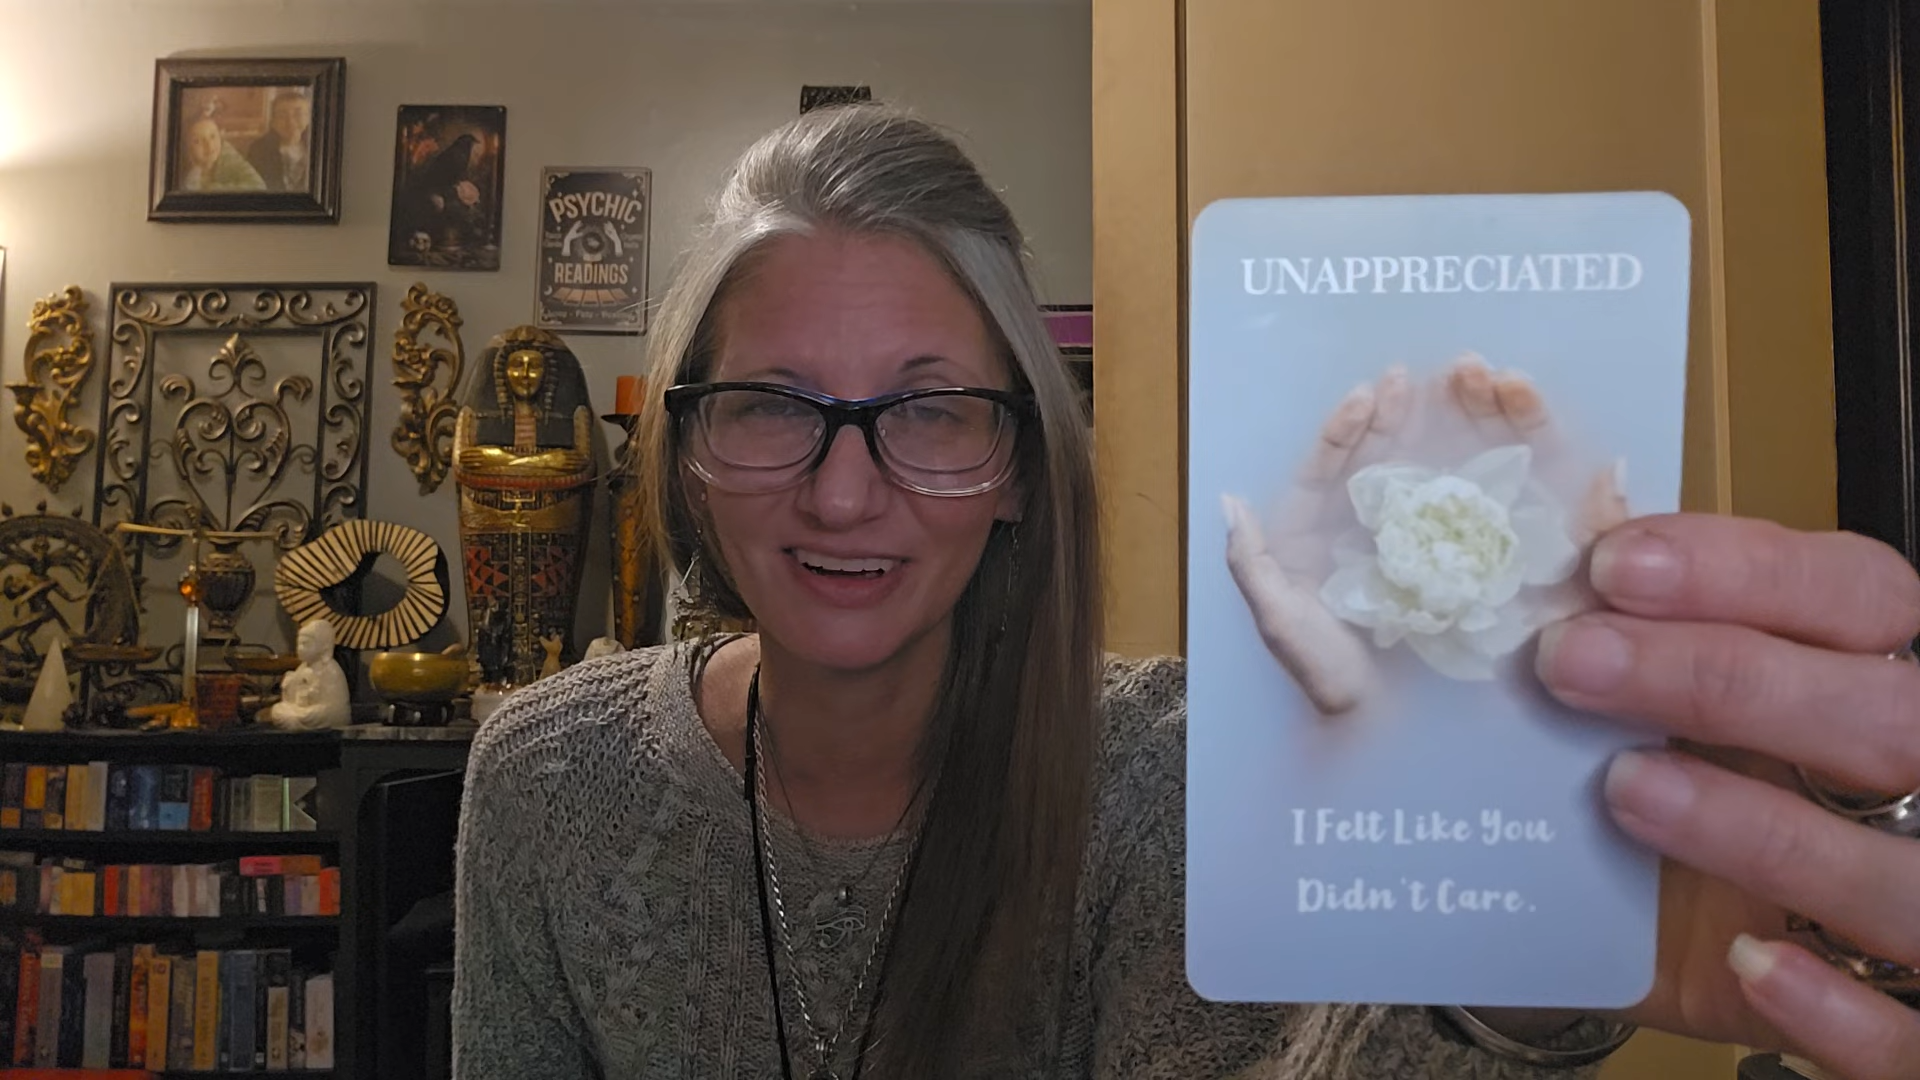 PSYCHIC
READINGS
UNAPPRECIATED
I Felt Like You
Didn't Care.